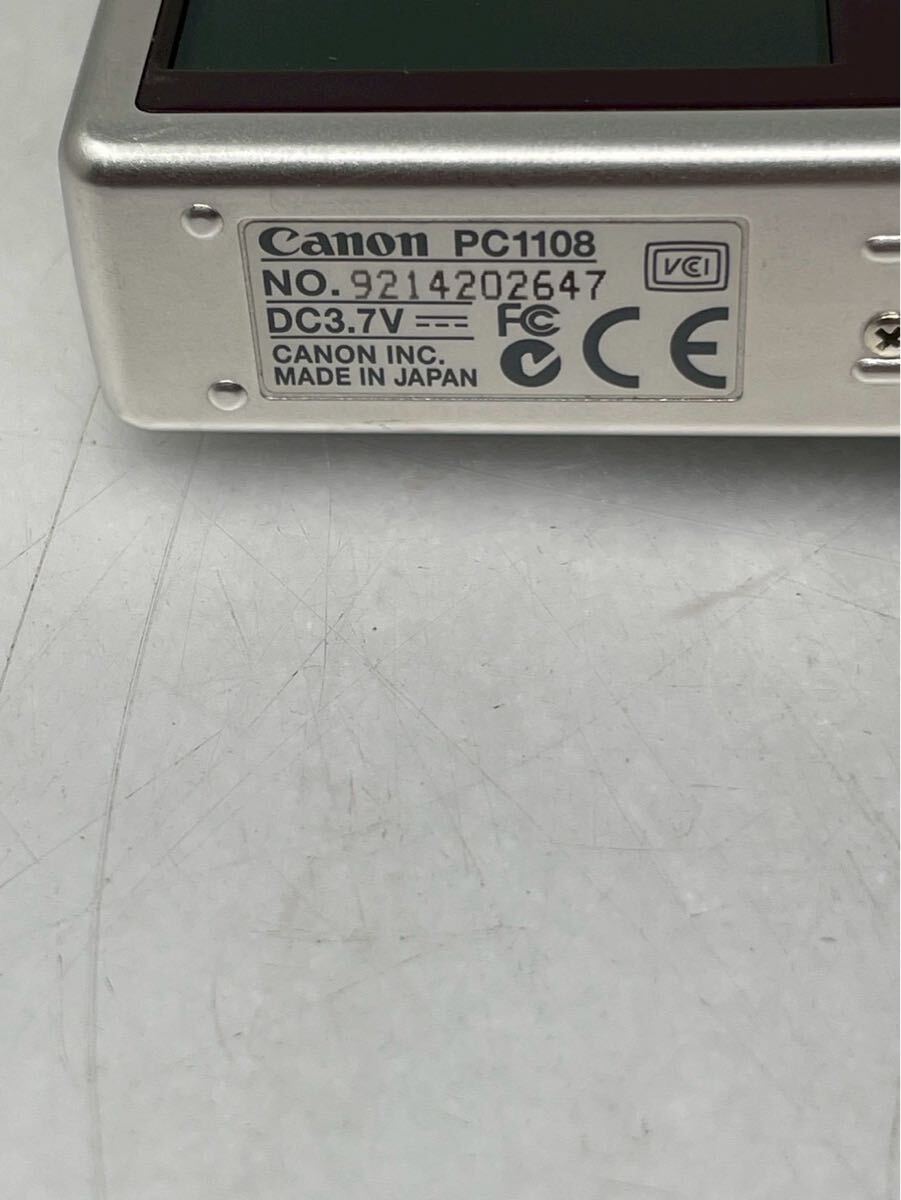 Canon PC1108
NO. 9214202647
VCI
DC3.7V
FC
CE
CANON INC.
MADE IN JAPAN